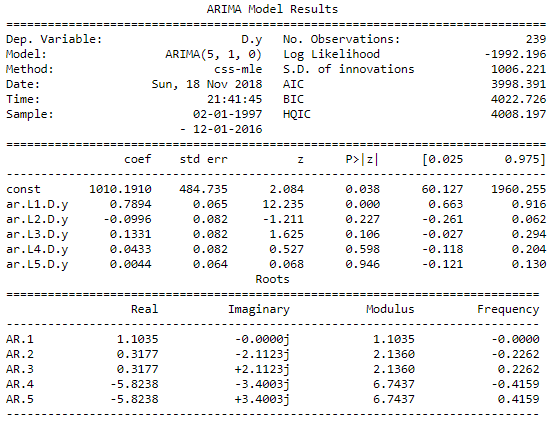 ARIMA Model Results
==============================================================================
Dep. Variable: D.y No. Observations: 239
Model: ARIMA(5, 1, 0) Log Likelihood -1992.196
Method: css-mle S.D. of innovations 1006.221
Date: Sun, 18 Nov 2018 AIC 3998.391
Time: 21:41:45 BIC 4022.726
Sample: 02-01-1997 HQIC 4008.197
- 12-01-2016
==============================================================================
coef std err z P>|z| [0.025 0.975]
------------------------------------------------------------------------------
const 1010.1910 484.735 2.084 0.038 60.127 1960.255
ar.L1.D.y 0.7894 0.065 12.235 0.000 0.663 0.916
ar.L2.D.y -0.0996 0.082 -1.211 0.227 -0.261 0.062
ar.L3.D.y 0.1331 0.082 1.625 0.106 -0.027 0.294
ar.L4.D.y 0.0433 0.082 0.527 0.598 -0.118 0.204
ar.L5.D.y 0.0044 0.064 0.068 0.946 -0.121 0.130
Roots
=============================================================================
Real Imaginary Modulus Frequency
-----------------------------------------------------------------------------
AR.1 1.1035 -0.0000j 1.1035 -0.0000
AR.2 0.3177 -2.1123j 2.1360 -0.2262
AR.3 0.3177 +2.1123j 2.1360 0.2262
AR.4 -5.8238 -3.4003j 6.7437 -0.4159
AR.5 -5.8238 +3.4003j 6.7437 0.4159
-----------------------------------------------------------------------------